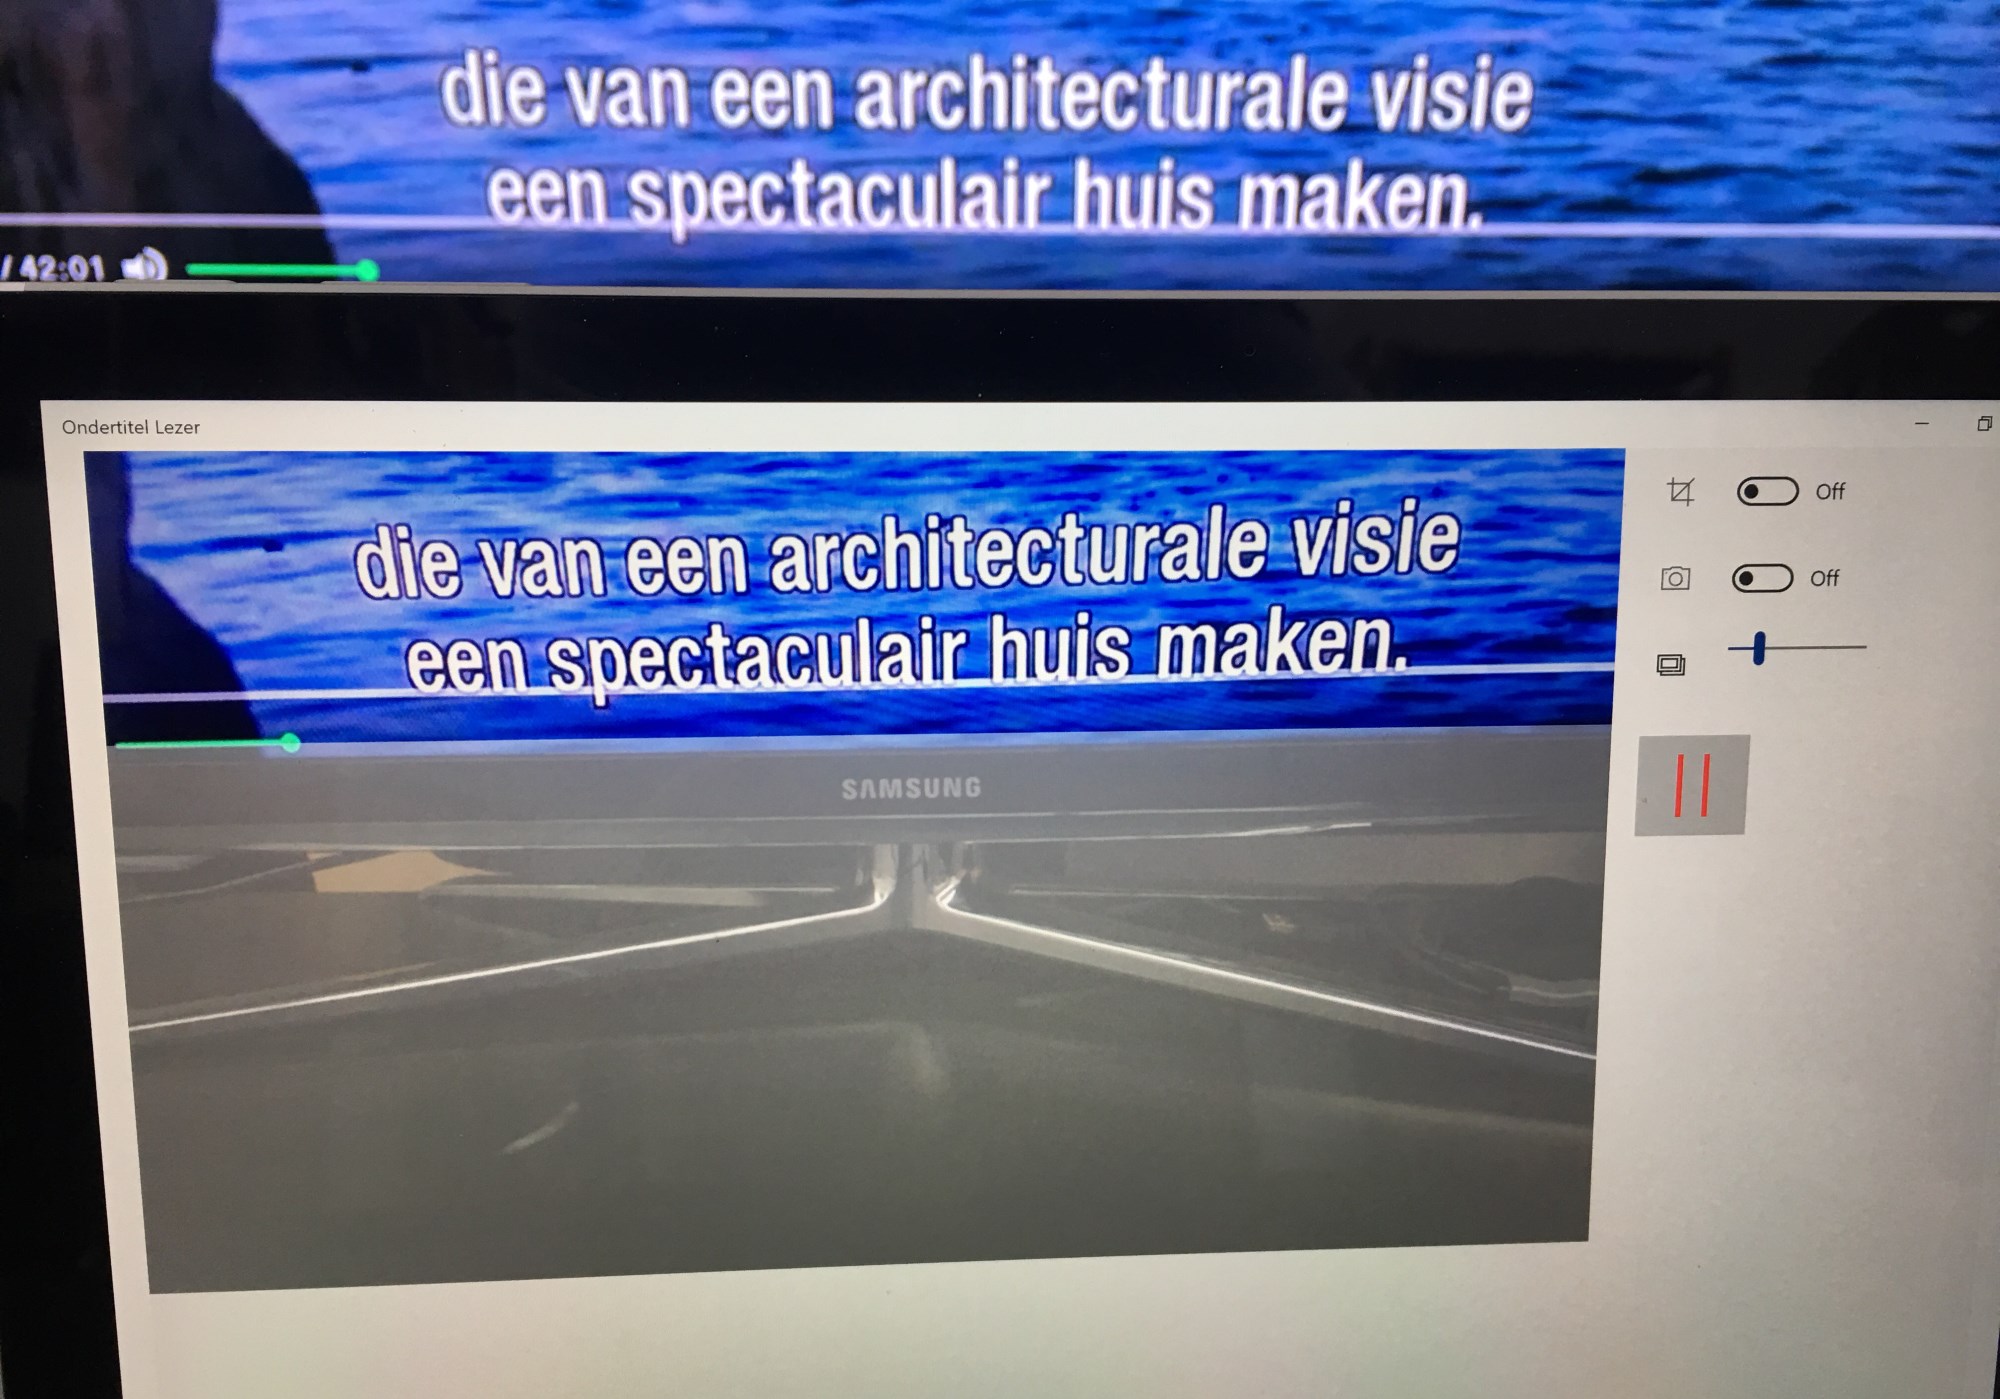 die van een architecturale visie
een spectaculair huis maken.
/ 42:01
Ondertitel Lezer
die van een architecturale visie
een spectaculair huis maken.
SAMSUNG
Off
Off